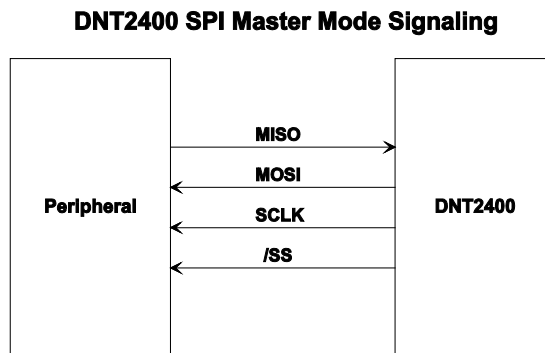 DNT2400 SPI Master Mode Signaling
MISO
MOSI
Peripheral
DNT2400
SCLK
/SS